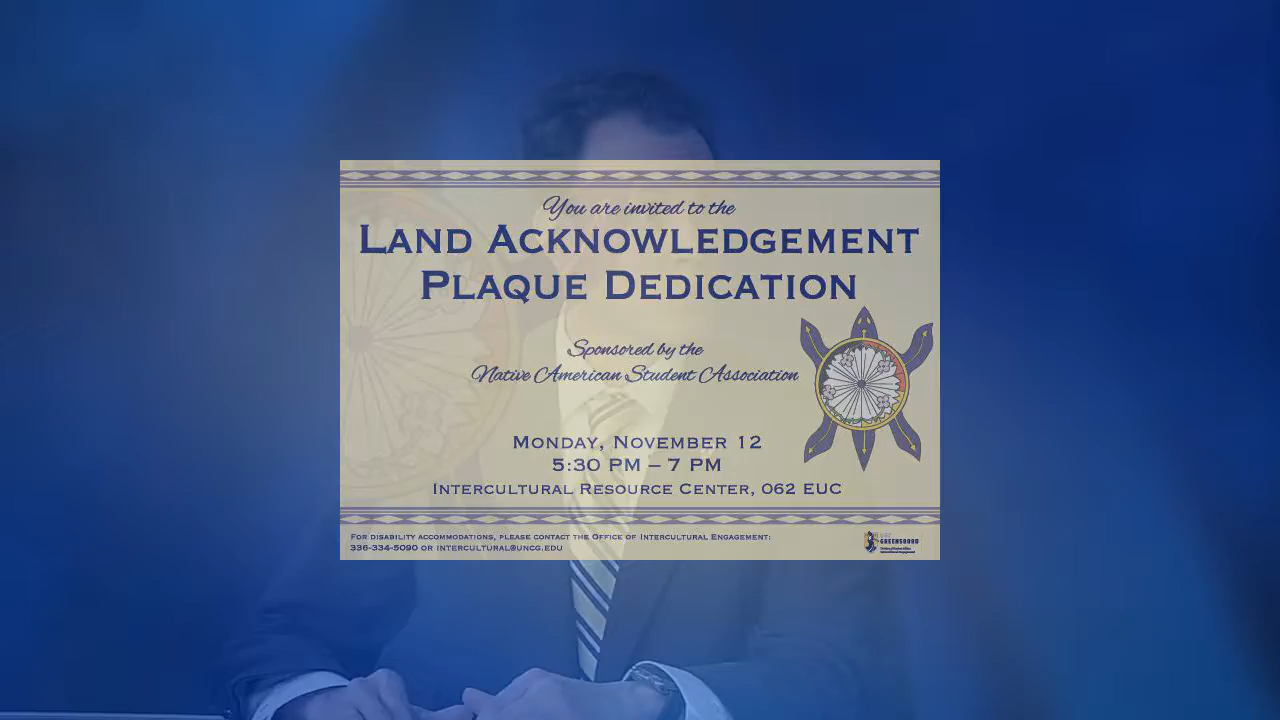 You are invited to the
LAND ACKNOWLEDGEMENT
PLAQUE DEDICATION
Sponsored by the
Native American Student Association
MONDAY, NOVEMBER 12
5:30 PM – 7 PM
INTERCULTURAL RESOURCE CENTER, 062 EUC
FOR DISABILITY ACCOMMODATIONS, PLEASE CONTACT THE OFFICE OF INTERCULTURAL ENGAGEMENT:
336-334-5090 OR INTERCULTURAL@UNCG.EDU
GREENSBORO